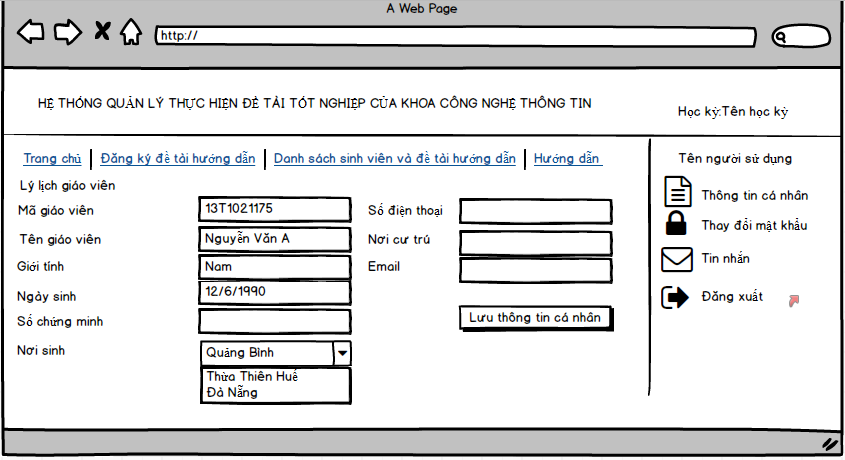 A Web Page
http://
HỆ THỐNG QUẢN LÝ THỰC HIỆN ĐỀ TÀI TỐT NGHIỆP CỦA KHOA CÔNG NGHỆ THÔNG TIN
Học kỳ:Tên học kỳ
Trang chủ | Đăng ký đề tài hướng dẫn | Danh sách sinh viên và đề tài hướng dẫn | Hướng dẫn
Tên người sử dụng
Lý lịch giáo viên
Mã giáo viên 13T1021175 Số điện thoại
Tên giáo viên Nguyễn Văn A Nơi cư trú
Giới tính Nam Email
Ngày sinh 12/6/1990
Số chứng minh
Lưu thông tin cá nhân
Nơi sinh Quảng Bình
Thừa Thiên Huế
Đà Nẵng
Thông tin cá nhân
Thay đổi mật khẩu
Tin nhắn
Đăng xuất